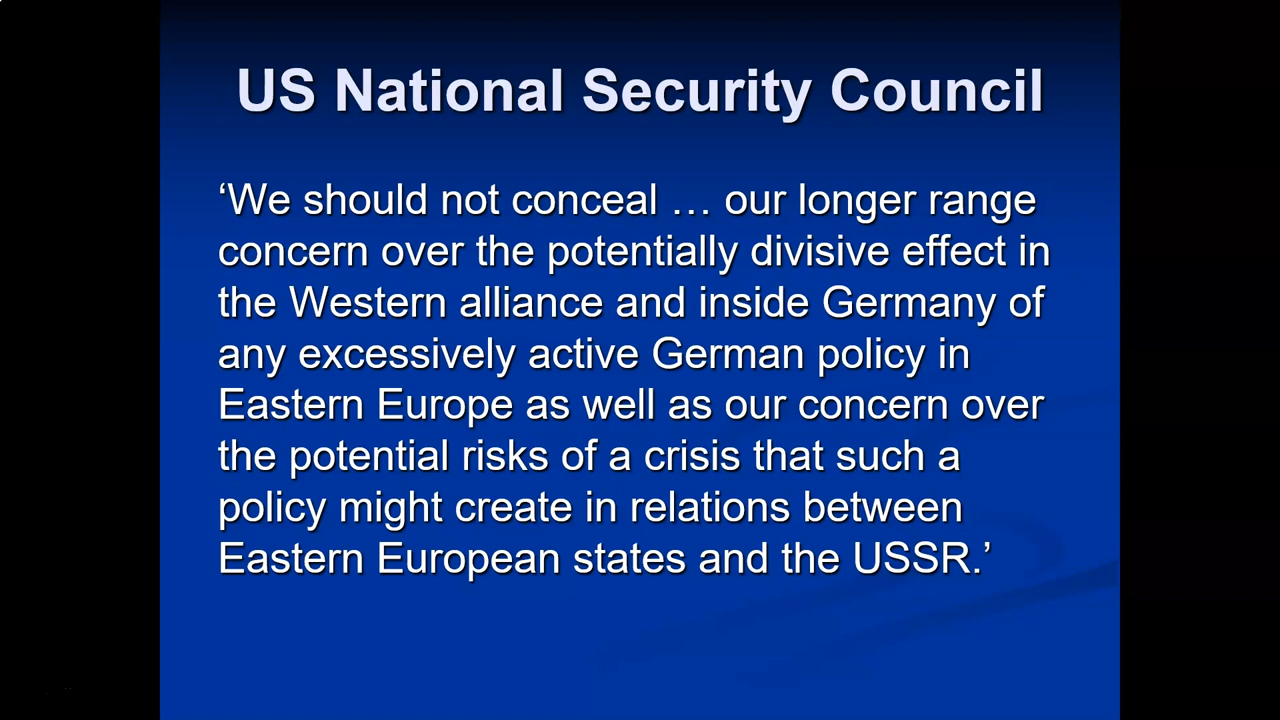 US National Security Council
‘We should not conceal … our longer range
concern over the potentially divisive effect in
the Western alliance and inside Germany of
any excessively active German policy in
Eastern Europe as well as our concern over
the potential risks of a crisis that such a
policy might create in relations between
Eastern European states and the USSR.’